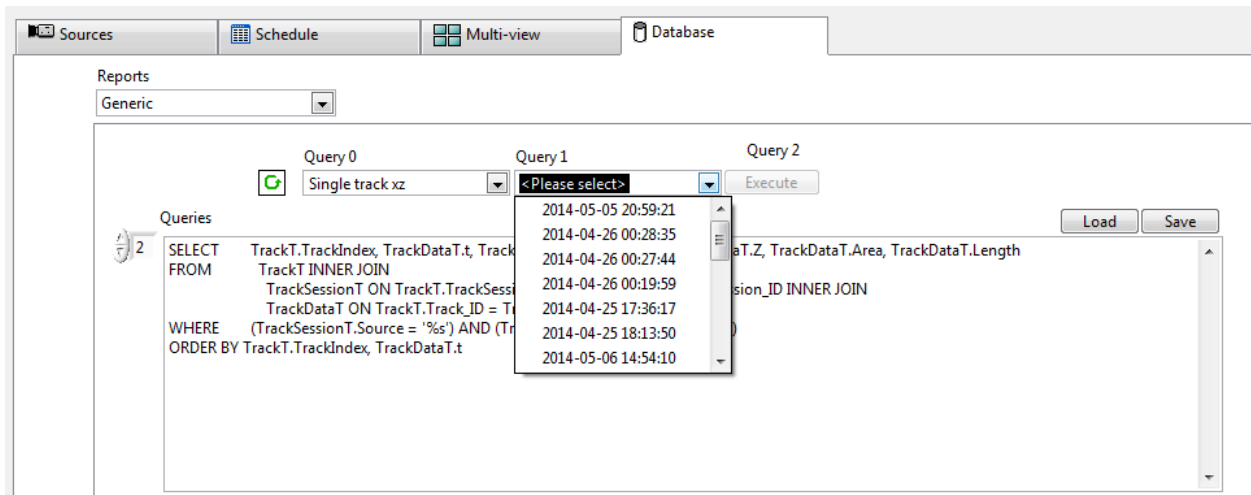 Sources Schedule Multi-view Database
Reports
Generic
Query 0 Query 1 Query 2
Single track xz <Please select> Execute
2014-05-05 20:59:21
2014-04-26 00:28:35
2014-04-26 00:27:44
2014-04-26 00:19:59
2014-04-25 17:36:17
2014-04-25 18:13:50
2014-05-06 14:54:10
Queries Load Save
2
SELECT TrackT.TrackIndex, TrackDataT.t, Track aT.Z, TrackDataT.Area, TrackDataT.Length
FROM TrackT INNER JOIN
TrackSessionT ON TrackT.TrackSessi sion_ID INNER JOIN
TrackDataT ON TrackT.Track_ID = Tr
WHERE (TrackSessionT.Source = '%s') AND (Tr )
ORDER BY TrackT.TrackIndex, TrackDataT.t